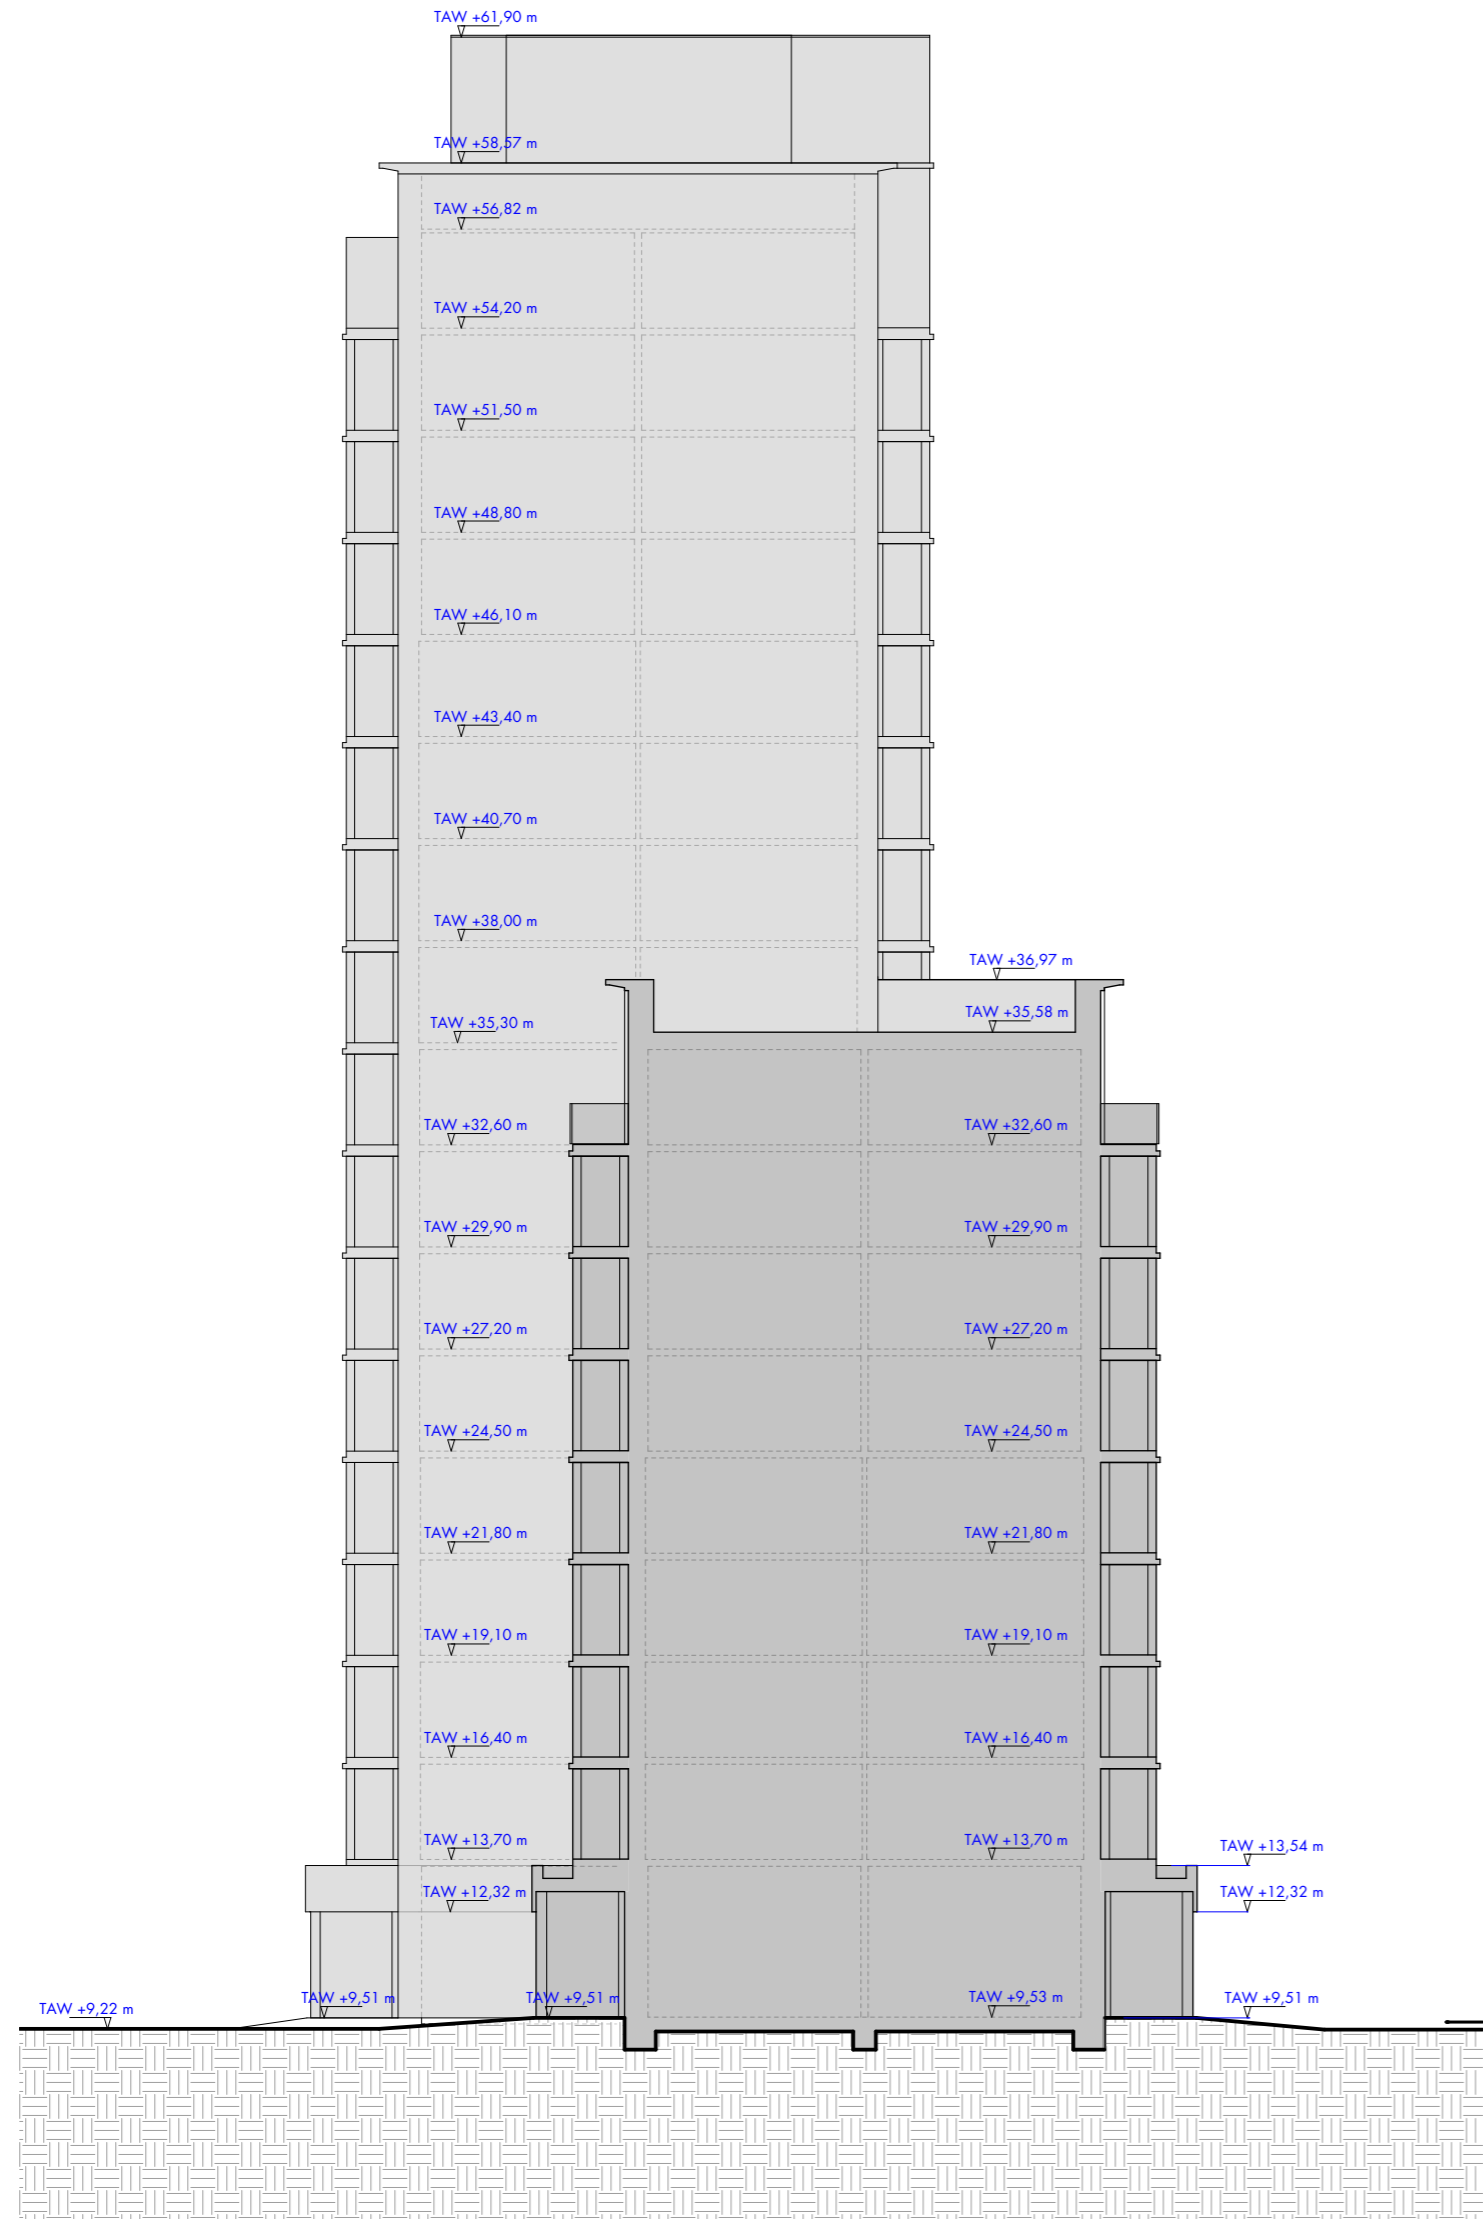 TAW +61,90 m
TAW +58,57 m
TAW +56,82 m
TAW +54,20 m
TAW +51,50 m
TAW +48,80 m
TAW +46,10 m
TAW +43,40 m
TAW +40,70 m
TAW +38,00 m
TAW +36,97 m
TAW +35,58 m
TAW +35,30 m
TAW +32,60 m
TAW +32,60 m
TAW +29,90 m
TAW +29,90 m
TAW +27,20 m
TAW +27,20 m
TAW +24,50 m
TAW +24,50 m
TAW +21,80 m
TAW +21,80 m
TAW +19,10 m
TAW +19,10 m
TAW +16,40 m
TAW +16,40 m
TAW +13,70 m
TAW +13,70 m
TAW +13,54 m
TAW +12,32 m
TAW +12,32 m
TAW +9,22 m
TAW +9,51 m
TAW +9,51 m
TAW +9,53 m
TAW +9,51 m